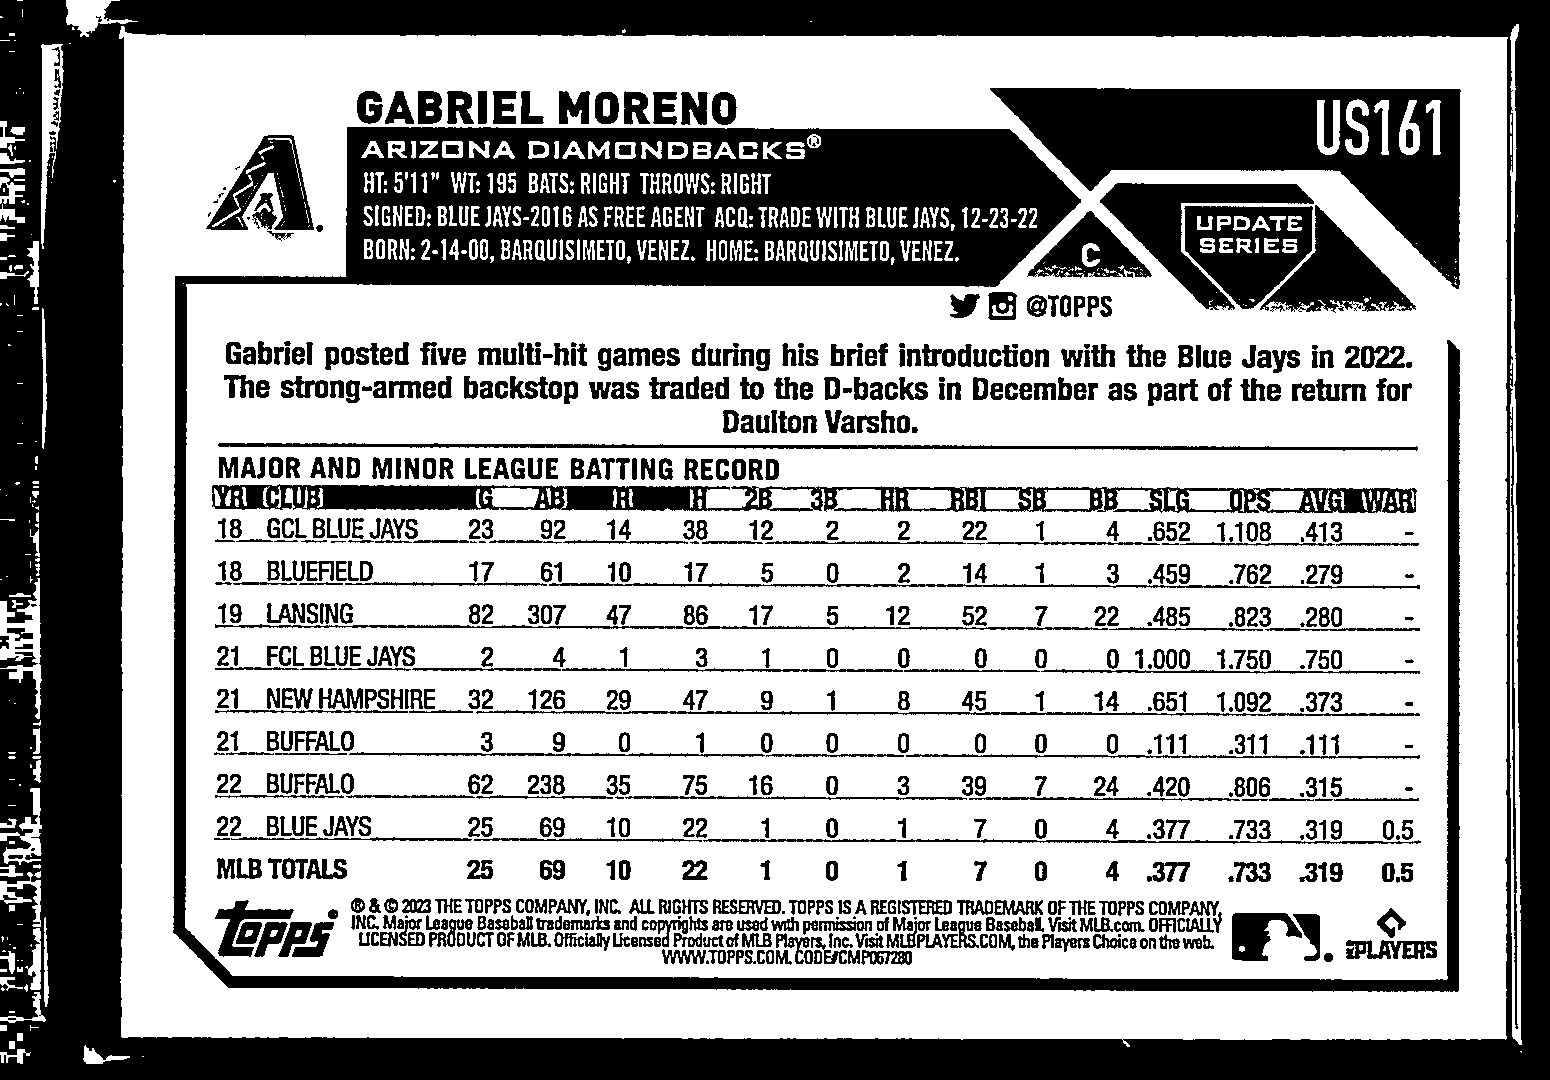 GABRIEL MORENO
US161
ARIZONA DIAMONDBACKS®
HT: 5'11" WT: 195 BATS: RIGHT THROWS: RIGHT
SIGNED: BLUE JAYS-2016 AS FREE AGENT ACQ: TRADE WITH BLUE JAYS, 12-23-22
BORN: 2-14-00, BARQUISIMETO, VENEZ. HOME: BARQUISIMETO, VENEZ.
C
UPDATE
SERIES
@TOPPS
Gabriel posted five multi-hit games during his brief introduction with the Blue Jays in 2022.
The strong-armed backstop was traded to the D-backs in December as part of the return for
Daulton Varsho.
MAJOR AND MINOR LEAGUE BATTING RECORD
YR CLUB G AB R H 2B 3B HR RBI SB BB SLG OPS AVG WAR
18 GCL BLUE JAYS 23 92 14 38 12 2 2 22 1 4 .652 1.108 .413 -
18 BLUEFIELD 17 61 10 17 5 0 2 14 1 3 .459 .762 .279 -
19 LANSING 82 307 47 86 17 5 12 52 7 22 .485 .823 .280 -
21 FCL BLUE JAYS 2 4 1 3 1 0 0 0 0 0 1.000 1.750 .750 -
21 NEW HAMPSHIRE 32 126 29 47 9 1 8 45 1 14 .651 1.092 .373 -
21 BUFFALO 3 9 0 1 0 0 0 0 0 0 .111 .311 .111 -
22 BUFFALO 62 238 35 75 16 0 3 39 7 24 .420 .806 .315 -
22 BLUE JAYS 25 69 10 22 1 0 1 7 0 4 .377 .733 .319 0.5
MLB TOTALS 25 69 10 22 1 0 1 7 0 4 .377 .733 .319 0.5
Topps®
® & © 2023 THE TOPPS COMPANY, INC. ALL RIGHTS RESERVED. TOPPS IS A REGISTERED TRADEMARK OF THE TOPPS COMPANY,
INC. Major League Baseball trademarks and copyrights are used with permission of Major League Baseball. Visit MLB.com. OFFICIALLY
LICENSED PRODUCT OF MLB. Officially Licensed Product of MLB Players, Inc. Visit MLBPLAYERS.COM, the Players Choice on the web.
WWW.TOPPS.COM. CODE#CMP067280
PLAYERS